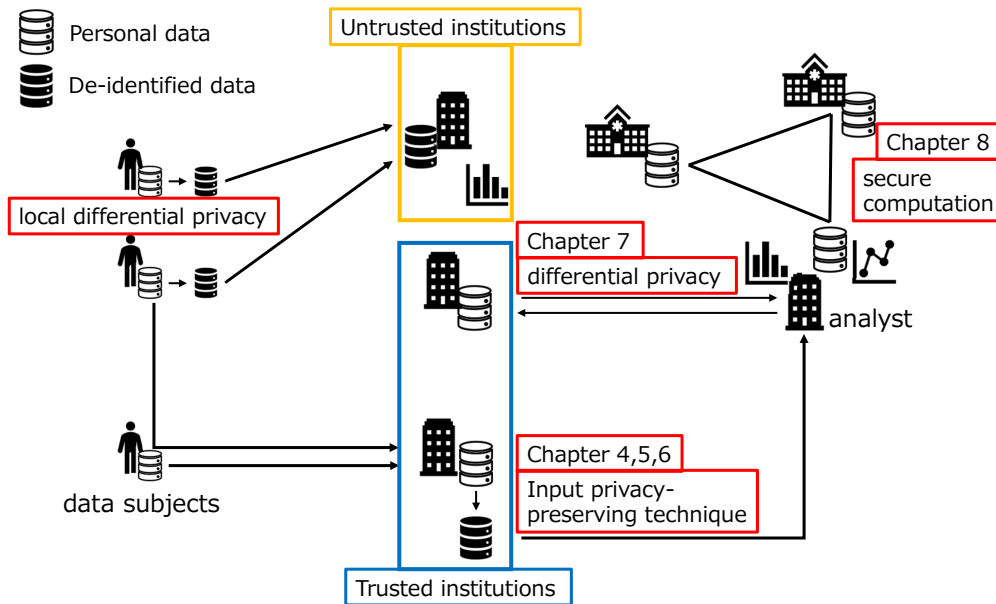 Personal data
De-identified data
Untrusted institutions
Chapter 8
secure
computation
local differential privacy
Chapter 7
differential privacy
analyst
Chapter 4,5,6
Input privacy-
preserving technique
data subjects
Trusted institutions